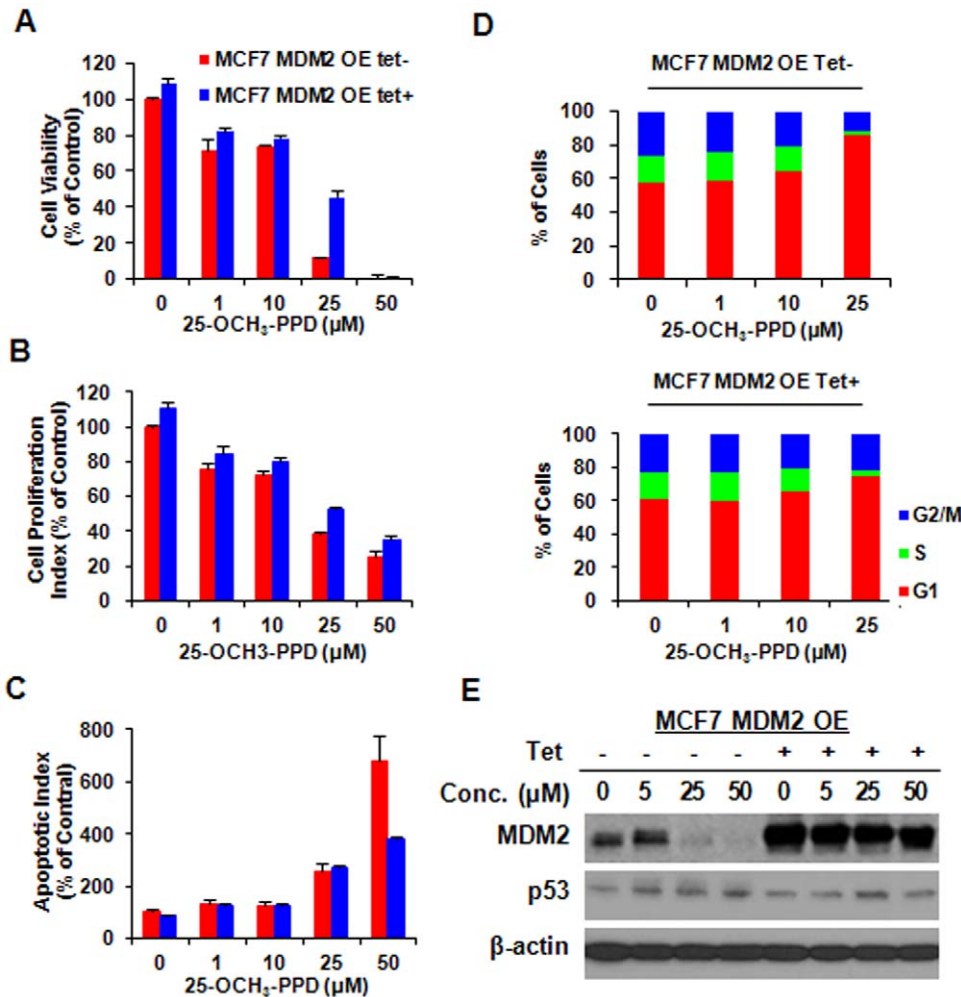 A
120
100
80
60
40
20
0
Cell Viability
(% of Control)
MCF7 MDM2 OE tet-
MCF7 MDM2 OE tet+
0 1 10 25 50
25-OCH₃-PPD (µM)
B
120
100
80
60
40
20
0
Cell Proliferation
Index (% of Control)
0 1 10 25 50
25-OCH3-PPD (µM)
C
800
600
400
200
0
Apoptotic Index
(% of Contral)
0 1 10 25 50
25-OCH₃-PPD (µM)
D
MCF7 MDM2 OE Tet-
100
80
60
40
20
0
% of Cells
0 1 10 25
25-OCH₃-PPD (µM)
MCF7 MDM2 OE Tet+
100
80
60
40
20
0
% of Cells
G2/M
S
G1
0 1 10 25
25-OCH₃-PPD (µM)
E
MCF7 MDM2 OE
Tet - - - - + + + +
Conc. (µM) 0 5 25 50 0 5 25 50
MDM2
p53
β-actin